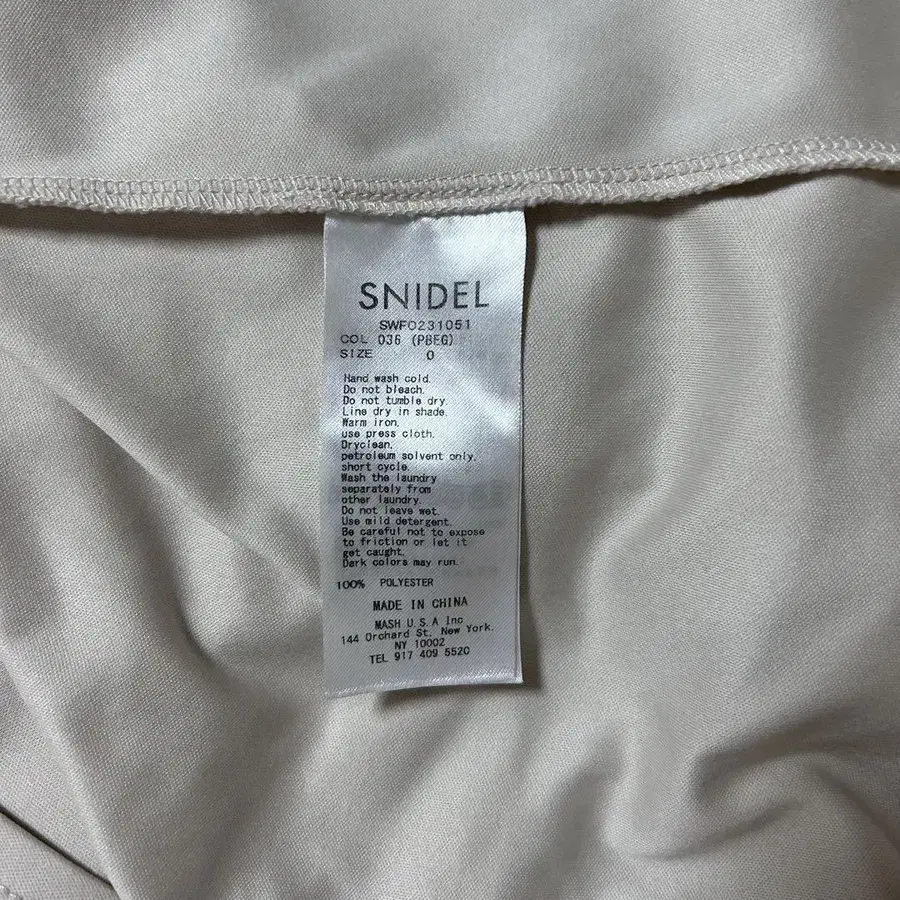 SNIDEL
SWFO231051
COL 036 (PBEG)
SIZE 0
Hand wash cold.
Do not bleach.
Do not tumble dry.
Line dry in shade.
Warm iron.
use press cloth.
Dryclean.
petroleum solvent only.
short cycle.
Wash the laundry
separately from
other laundry.
Do not leave wet.
Use mild detergent.
Be careful not to expose
to friction or let it
get caught.
Dark colors may run.
100% POLYESTER
MADE IN CHINA
MASH U.S.A Inc
144 Orchard St. New York.
NY 10002
TEL 917 409 5520